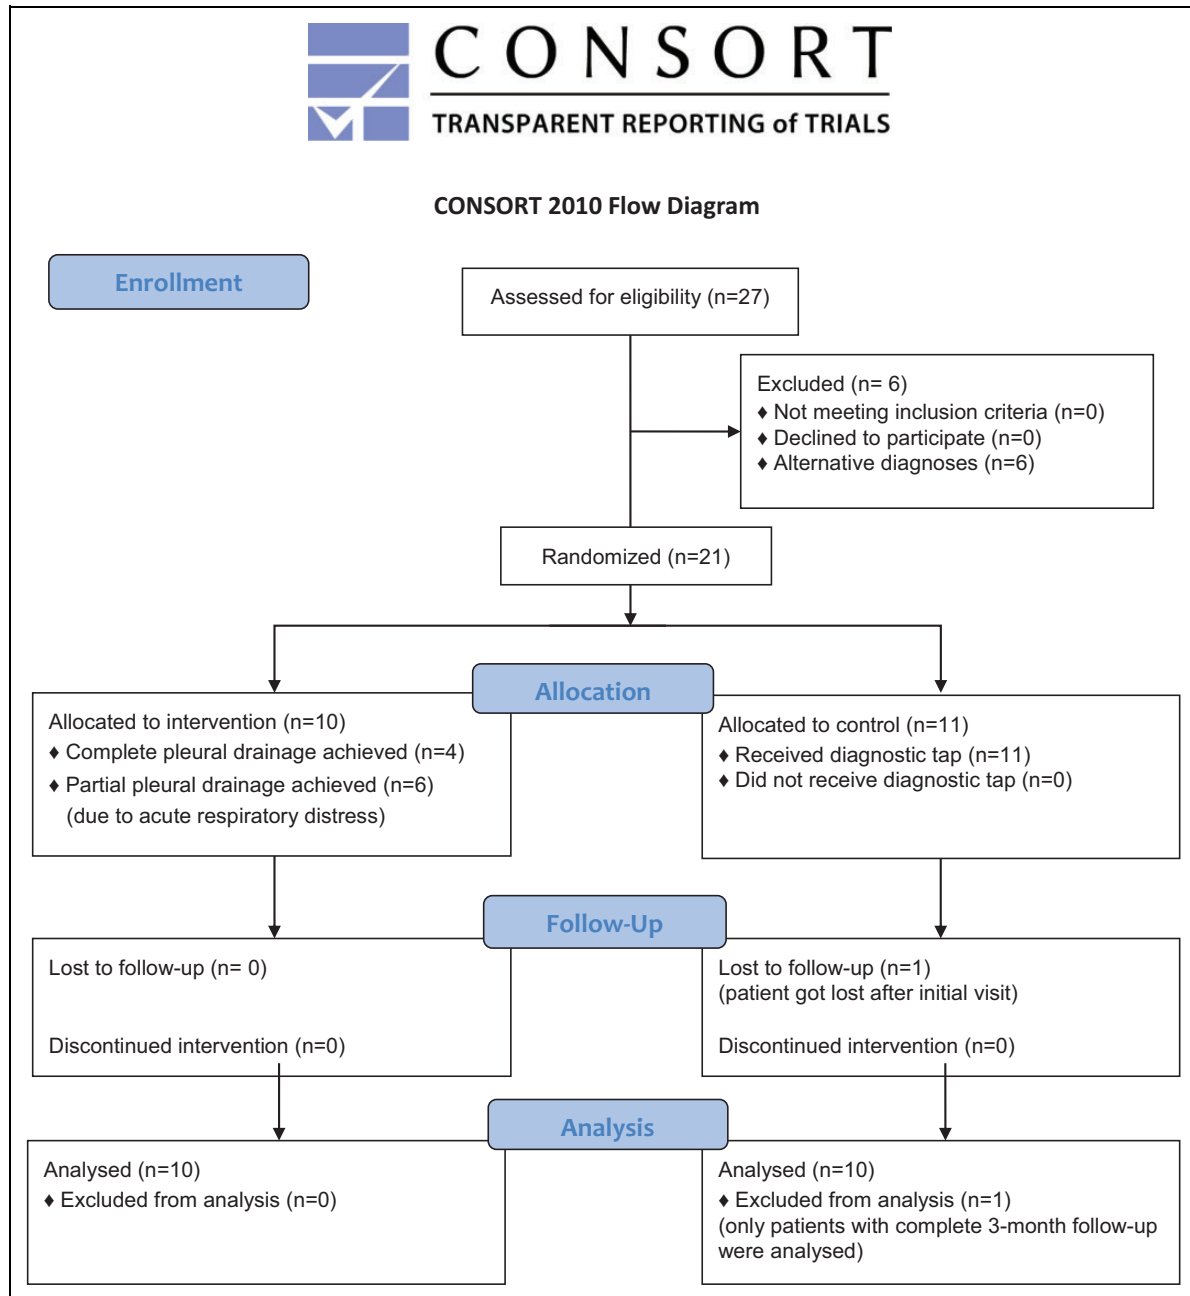 CONSORT
TRANSPARENT REPORTING of TRIALS
CONSORT 2010 Flow Diagram
Enrollment
Assessed for eligibility (n=27)
Excluded (n= 6)
♦ Not meeting inclusion criteria (n=0)
♦ Declined to participate (n=0)
♦ Alternative diagnoses (n=6)
Randomized (n=21)
Allocation
Allocated to intervention (n=10)
♦ Complete pleural drainage achieved (n=4)
♦ Partial pleural drainage achieved (n=6)
(due to acute respiratory distress)
Allocated to control (n=11)
♦ Received diagnostic tap (n=11)
♦ Did not receive diagnostic tap (n=0)
Follow-Up
Lost to follow-up (n= 0)
Discontinued intervention (n=0)
Lost to follow-up (n=1)
(patient got lost after initial visit)
Discontinued intervention (n=0)
Analysis
Analysed (n=10)
♦ Excluded from analysis (n=0)
Analysed (n=10)
♦ Excluded from analysis (n=1)
(only patients with complete 3-month follow-up
were analysed)